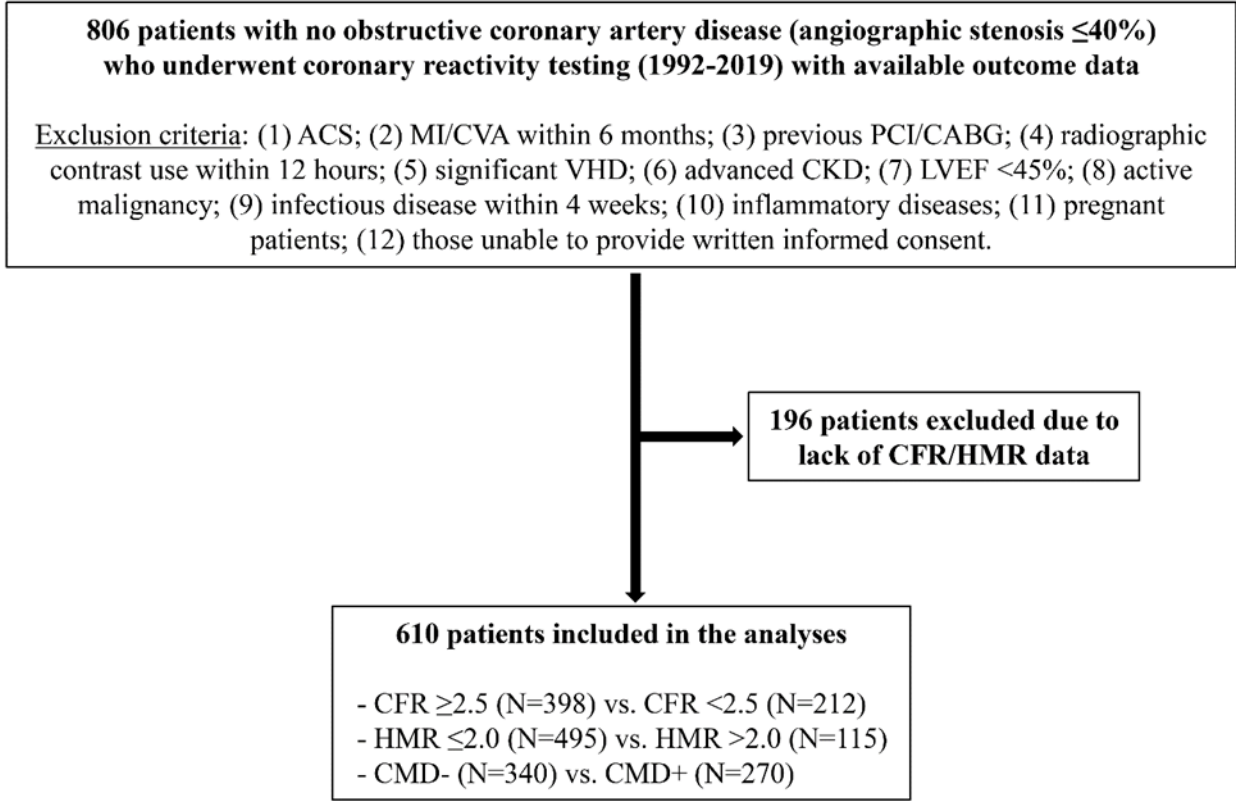 806 patients with no obstructive coronary artery disease (angiographic stenosis ≤40%)
who underwent coronary reactivity testing (1992-2019) with available outcome data
Exclusion criteria: (1) ACS; (2) MI/CVA within 6 months; (3) previous PCI/CABG; (4) radiographic
contrast use within 12 hours; (5) significant VHD; (6) advanced CKD; (7) LVEF <45%; (8) active
malignancy; (9) infectious disease within 4 weeks; (10) inflammatory diseases; (11) pregnant
patients; (12) those unable to provide written informed consent.
196 patients excluded due to
lack of CFR/HMR data
610 patients included in the analyses
- CFR ≥2.5 (N=398) vs. CFR <2.5 (N=212)
- HMR ≤2.0 (N=495) vs. HMR >2.0 (N=115)
- CMD- (N=340) vs. CMD+ (N=270)